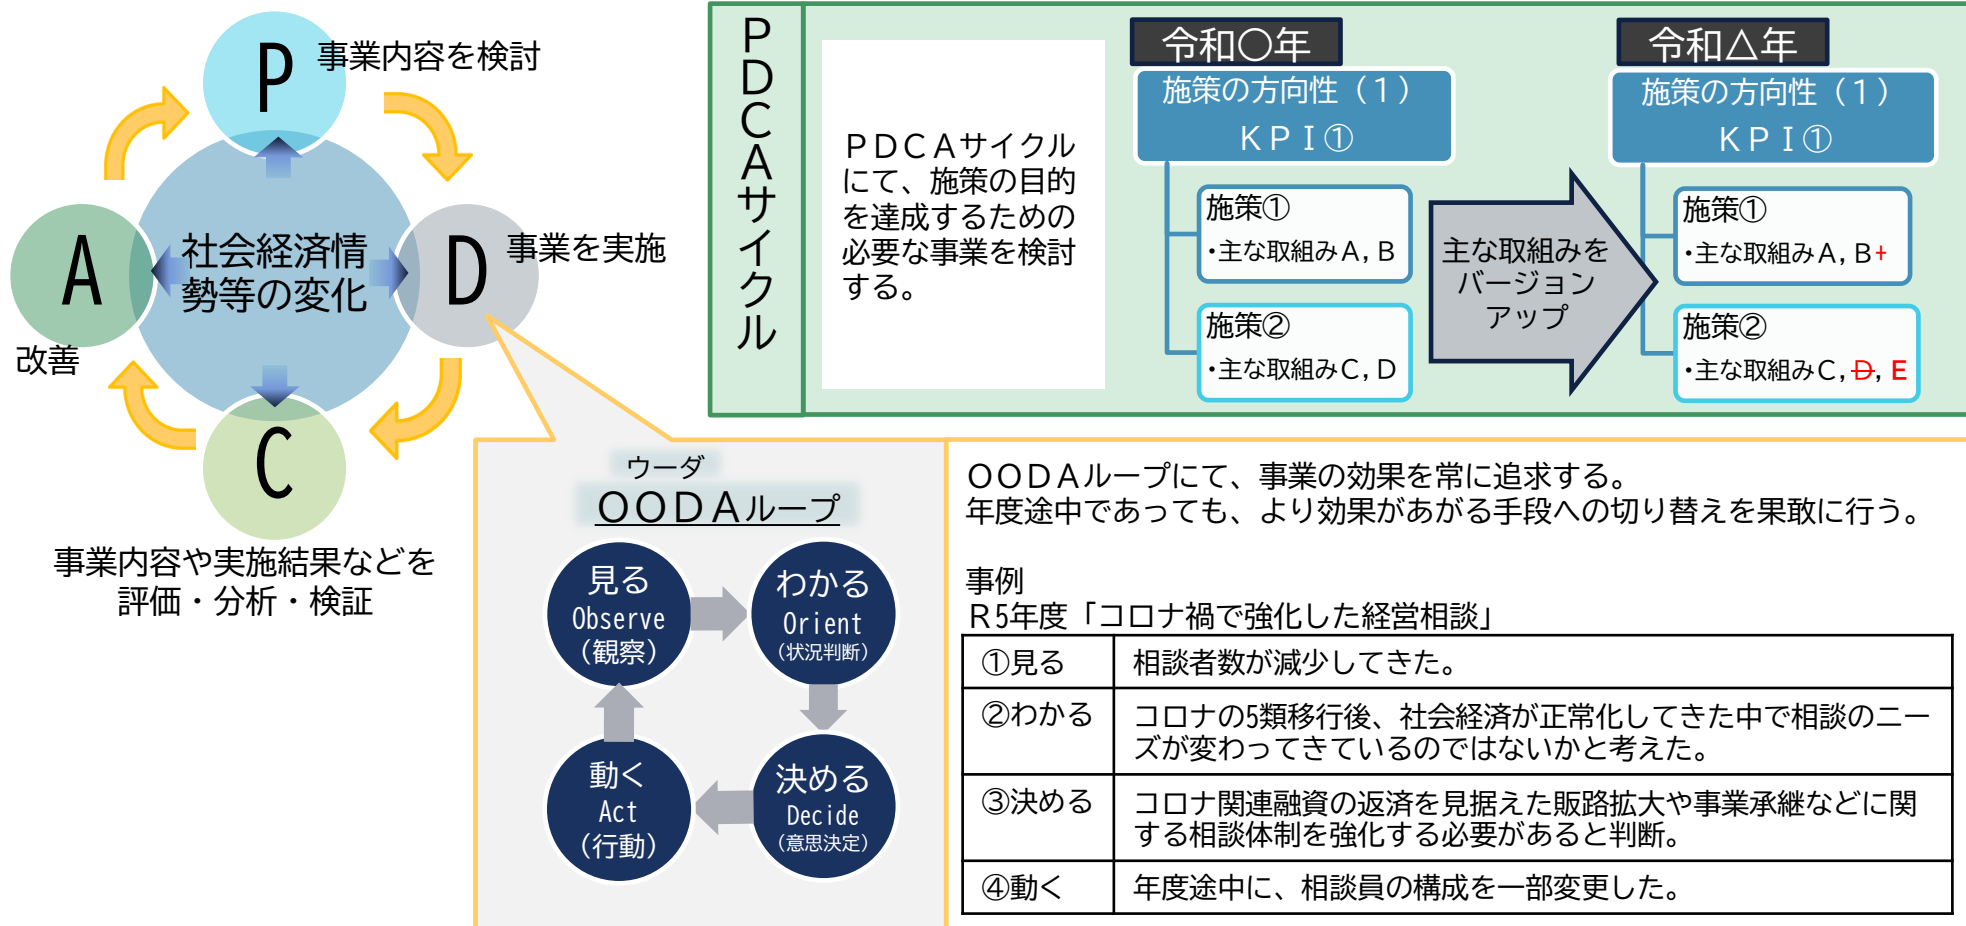 P
事業内容を検討
D
事業を実施
C
事業内容や実施結果などを
評価・分析・検証
A
改善
社会経済情
勢等の変化
ＰＤＣＡサイクル
ＰＤＣＡサイクル
にて、施策の目的
を達成するための
必要な事業を検討
する。
令和〇年
施策の方向性（１）
ＫＰＩ①
施策①
・主な取組みＡ,Ｂ
施策②
・主な取組みＣ,Ｄ
主な取組みを
バージョン
アップ
令和△年
施策の方向性（１）
ＫＰＩ①
施策①
・主な取組みＡ,Ｂ+
施策②
・主な取組みＣ,Ｄ,Ｅ
ウーダ
ＯＯＤＡループ
見る
Observe
（観察）
わかる
Orient
（状況判断）
決める
Decide
（意思決定）
動く
Act
（行動）
ＯＯＤＡループにて、事業の効果を常に追求する。
年度途中であっても、より効果があがる手段への切り替えを果敢に行う。
事例
Ｒ5年度「コロナ禍で強化した経営相談」
①見る 相談者数が減少してきた。
②わかる コロナの5類移行後、社会経済が正常化してきた中で相談のニー
ズが変わってきているのではないかと考えた。
③決める コロナ関連融資の返済を見据えた販路拡大や事業承継などに関
する相談体制を強化する必要があると判断。
④動く 年度途中に、相談員の構成を一部変更した。